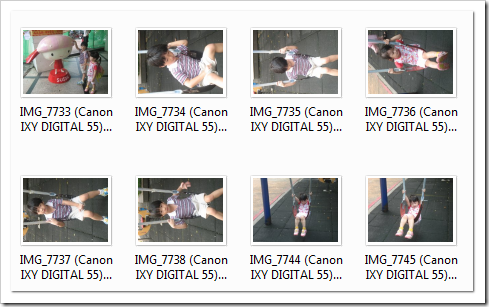 IMG_7733 (Canon
IXY DIGITAL 55)...
IMG_7734 (Canon
IXY DIGITAL 55)...
IMG_7735 (Canon
IXY DIGITAL 55)...
IMG_7736 (Canon
IXY DIGITAL 55)...
IMG_7737 (Canon
IXY DIGITAL 55)...
IMG_7738 (Canon
IXY DIGITAL 55)...
IMG_7744 (Canon
IXY DIGITAL 55)...
IMG_7745 (Canon
IXY DIGITAL 55)...